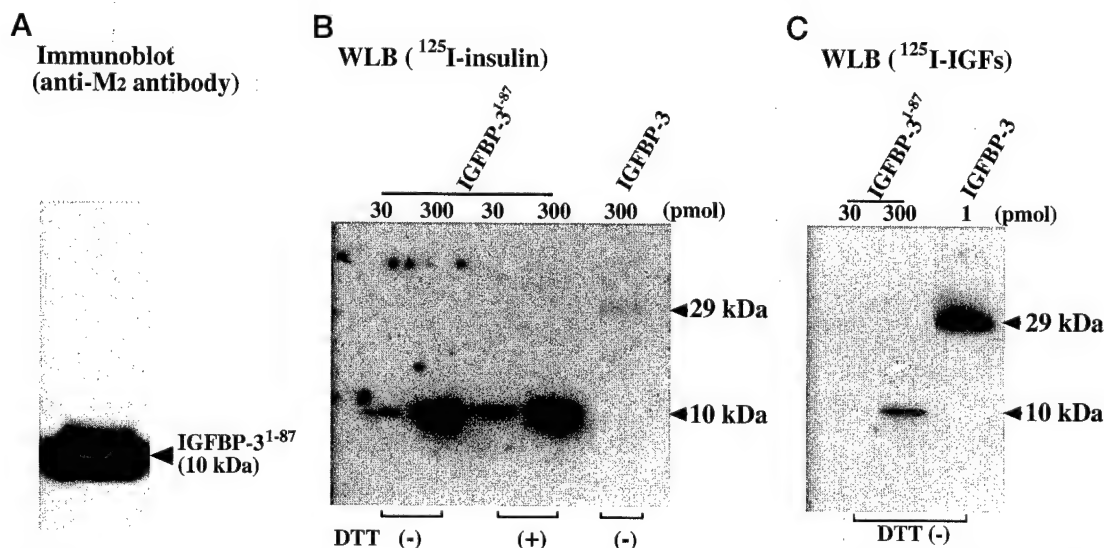 A
Immunoblot
(anti-M2 antibody)
IGFBP-3¹⁻⁸⁷
(10 kDa)
B
WLB (¹²⁵I-insulin)
IGFBP-3¹⁻⁸⁷
IGFBP-3
30 300 30 300 300 (pmol)
29 kDa
10 kDa
DTT (-) (+) (-)
C
WLB (¹²⁵I-IGFs)
IGFBP-3¹⁻⁸⁷
IGFBP-3
30 300 1 (pmol)
29 kDa
10 kDa
DTT (-)